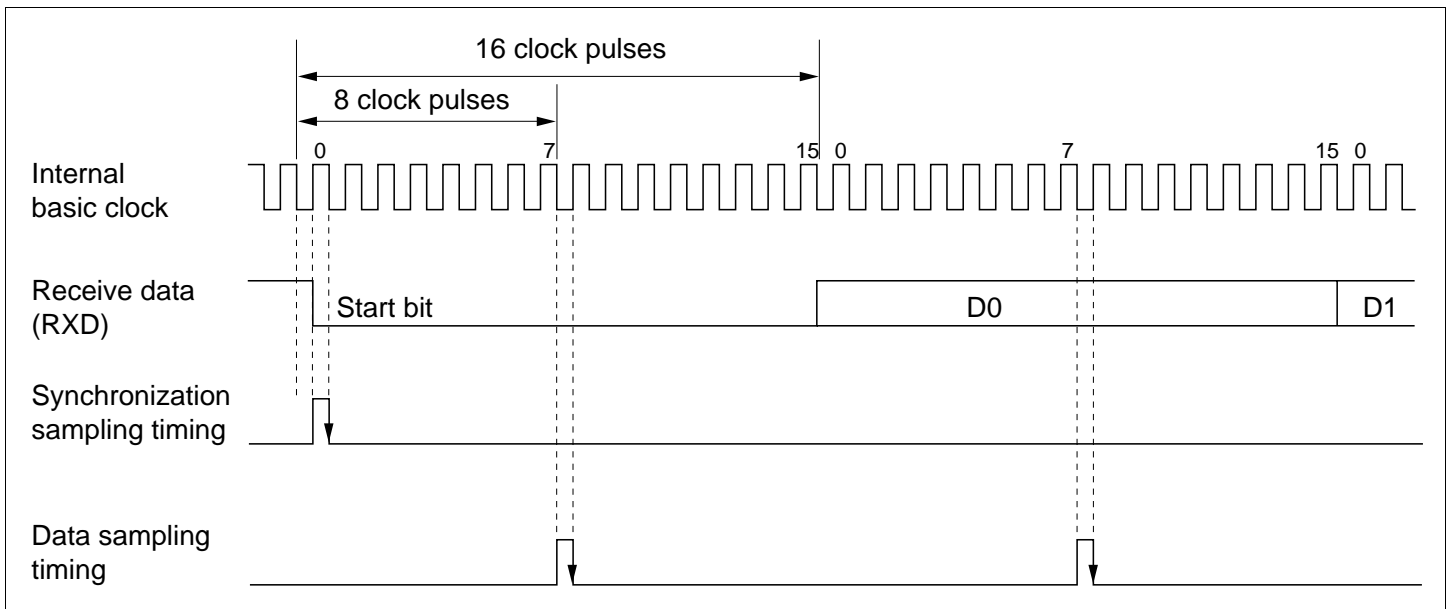 16 clock pulses
8 clock pulses
0 7 15 0 7 15 0
Internal
basic clock
Receive data
(RXD)
Start bit D0 D1
Synchronization
sampling timing
Data sampling
timing